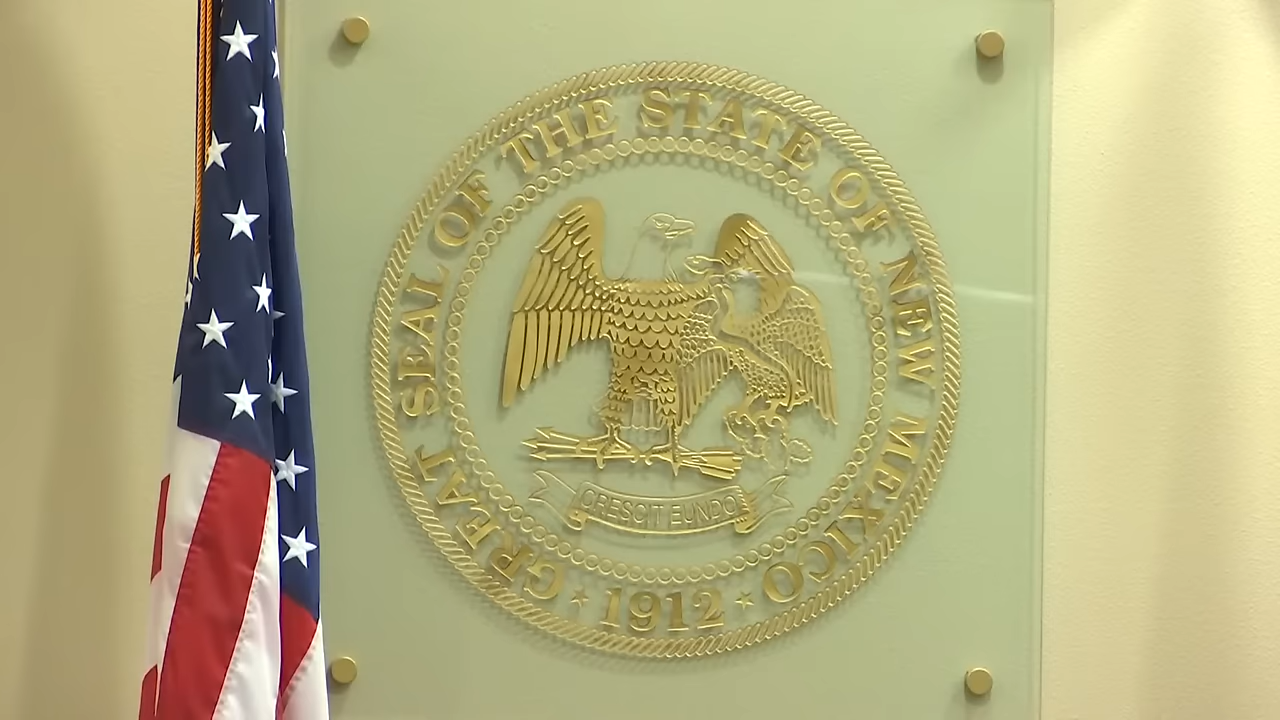 GREAT SEAL OF THE STATE OF NEW MEXICO
CRESCIT EUNDO
★ 1912 ★